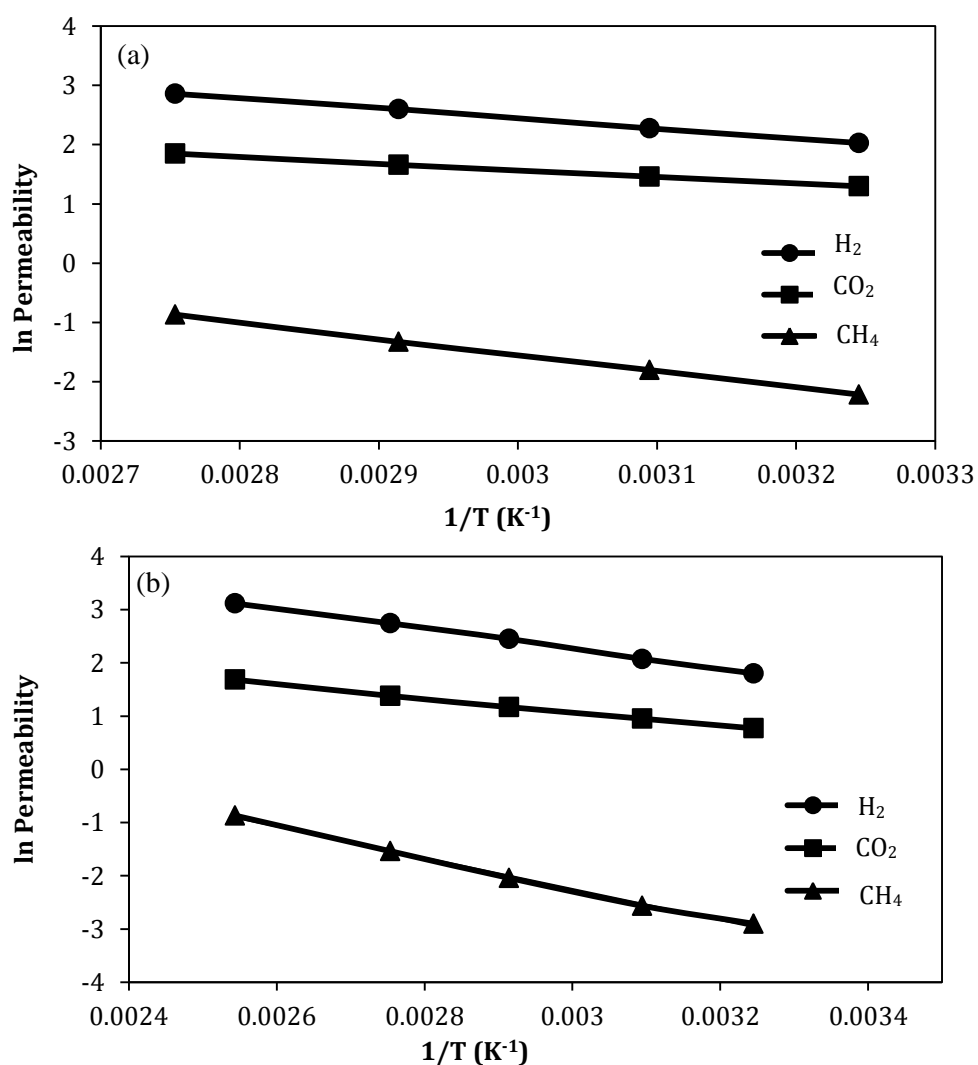 (a)
4
3
2
1
0
-1
-2
-3
ln Permeability
H₂
CO₂
CH₄
0.0027 0.0028 0.0029 0.003 0.0031 0.0032 0.0033
1/T (K⁻¹)
(b)
4
3
2
1
0
-1
-2
-3
-4
ln Permeability
H₂
CO₂
CH₄
0.0024 0.0026 0.0028 0.003 0.0032 0.0034
1/T (K⁻¹)